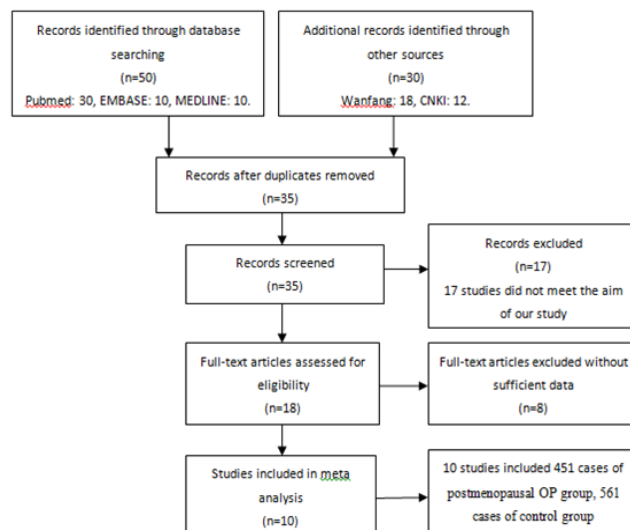 Records identified through database
searching
(n=50)
Pubmed: 30, EMBASE: 10, MEDLINE: 10.
Additional records identified through
other sources
(n=30)
Wanfang: 18, CNKI: 12.
Records after duplicates removed
(n=35)
Records screened
(n=35)
Records excluded
(n=17)
17 studies did not meet the aim
of our study
Full-text articles assessed for
eligibility
(n=18)
Full-text articles excluded without
sufficient data
(n=8)
Studies included in meta
analysis
(n=10)
10 studies included 451 cases of
postmenopausal OP group, 561
cases of control group